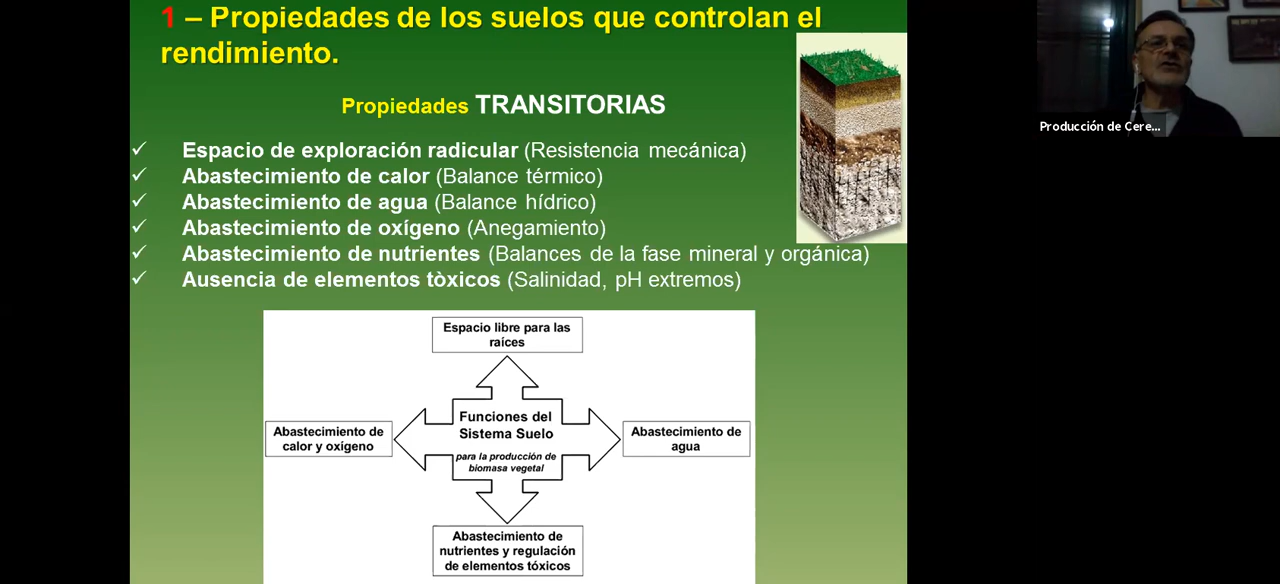 1 – Propiedades de los suelos que controlan el
rendimiento.
Propiedades TRANSITORIAS
✓ Espacio de exploración radicular (Resistencia mecánica)
✓ Abastecimiento de calor (Balance térmico)
✓ Abastecimiento de agua (Balance hídrico)
✓ Abastecimiento de oxígeno (Anegamiento)
✓ Abastecimiento de nutrientes (Balances de la fase mineral y orgánica)
✓ Ausencia de elementos tòxicos (Salinidad, pH extremos)
Espacio libre para las
raíces
Funciones del
Sistema Suelo
para la producción de
biomasa vegetal
Abastecimiento de
calor y oxígeno
Abastecimiento de
agua
Abastecimiento de
nutrientes y regulación
de elementos tóxicos
Producción de Cere...